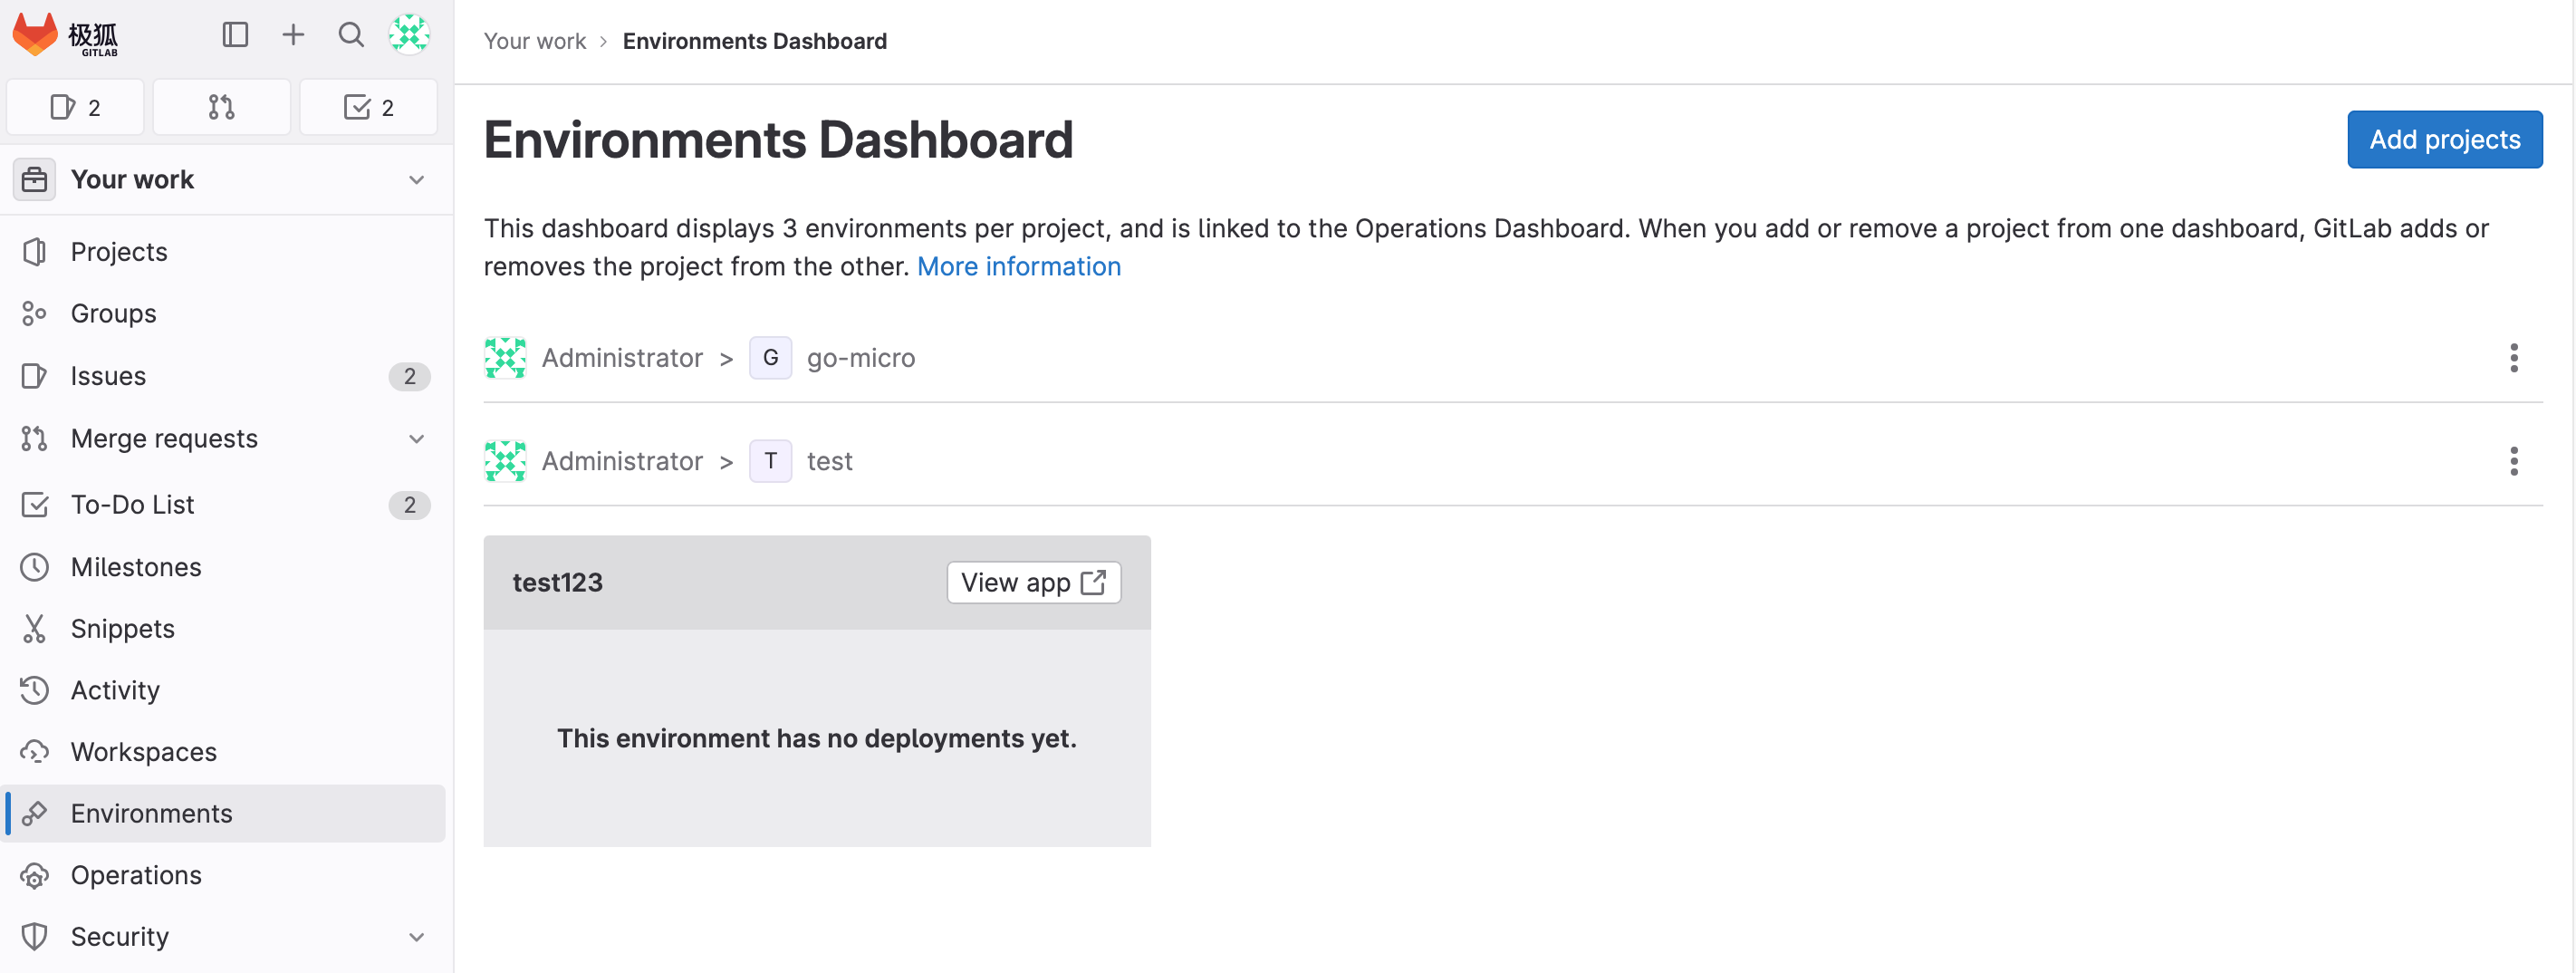 极狐
GITLAB
2
2
Your work
Projects
Groups
Issues 2
Merge requests
To-Do List 2
Milestones
Snippets
Activity
Workspaces
Environments
Operations
Security
Your work › Environments Dashboard
Environments Dashboard
Add projects
This dashboard displays 3 environments per project, and is linked to the Operations Dashboard. When you add or remove a project from one dashboard, GitLab adds or
removes the project from the other. More information
Administrator > G go-micro
Administrator > T test
test123
View app
This environment has no deployments yet.